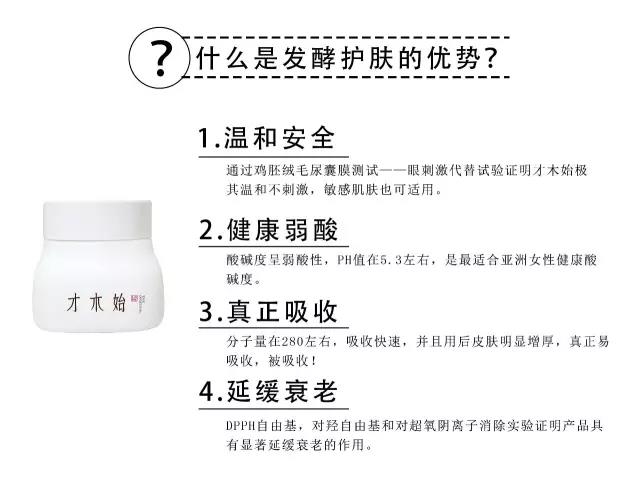 ?
什么是发酵护肤的优势?
1.温和安全
通过鸡胚绒毛尿囊膜测试——眼刺激代替试验证明才木始极
其温和不刺激，敏感肌肤也可适用。
2.健康弱酸
酸碱度呈弱酸性，PH值在5.3左右，是最适合亚洲女性健康酸
碱度。
才木始
3.真正吸收
分子量在280左右，吸收快速，并且用后皮肤明显增厚，真正易
吸收，被吸收！
4.延缓衰老
DPPH自由基，对羟自由基和对超氧阴离子消除实验证明产品具
有显著延缓衰老的作用。